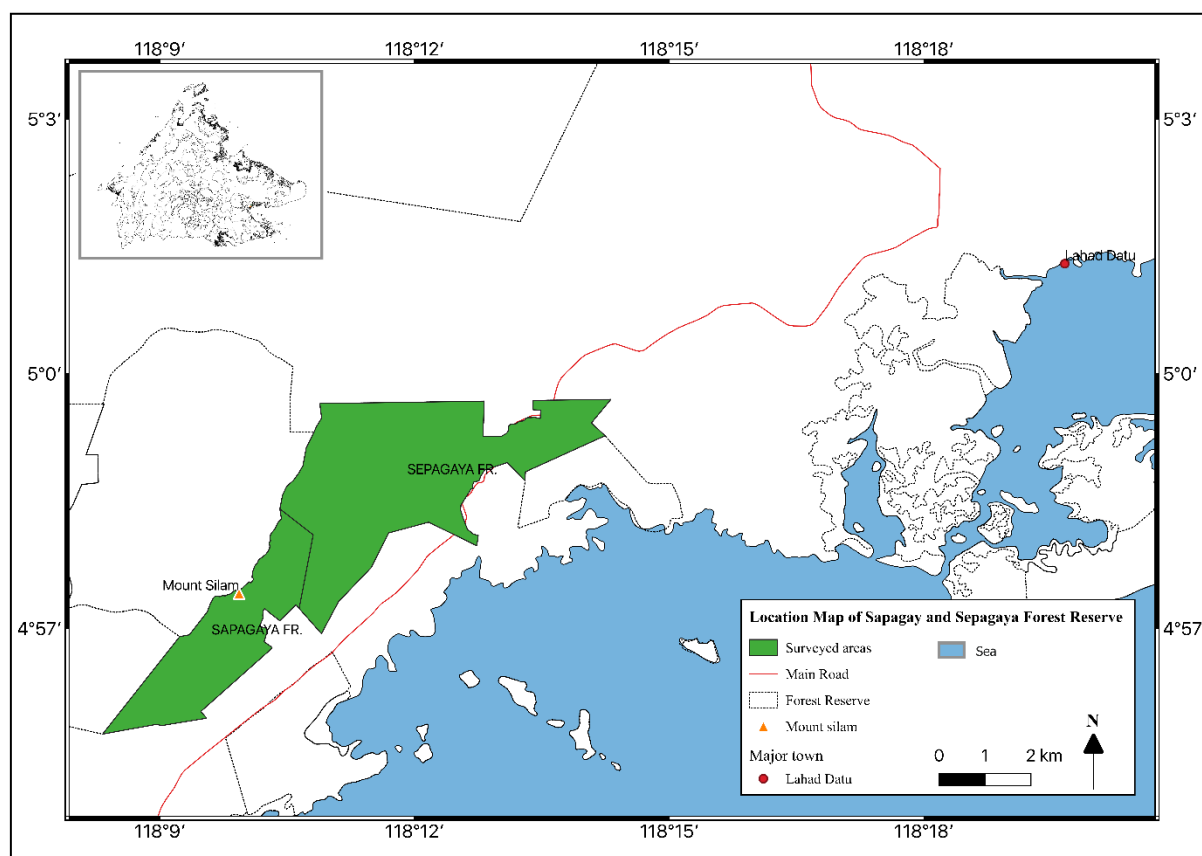 118°9′ 118°12′ 118°15′ 118°18′
5°3′ 5°3′
Lahad Datu
5°0′ 5°0′
SEPAGAYA FR.
Mount Silam
4°57′ 4°57′
SAPAGAYA FR.
Location Map of Sapagay and Sepagaya Forest Reserve
Surveyed areas
Sea
Main Road
Forest Reserve
Mount silam
Major town
Lahad Datu
N
0 1 2 km
118°9′ 118°12′ 118°15′ 118°18′